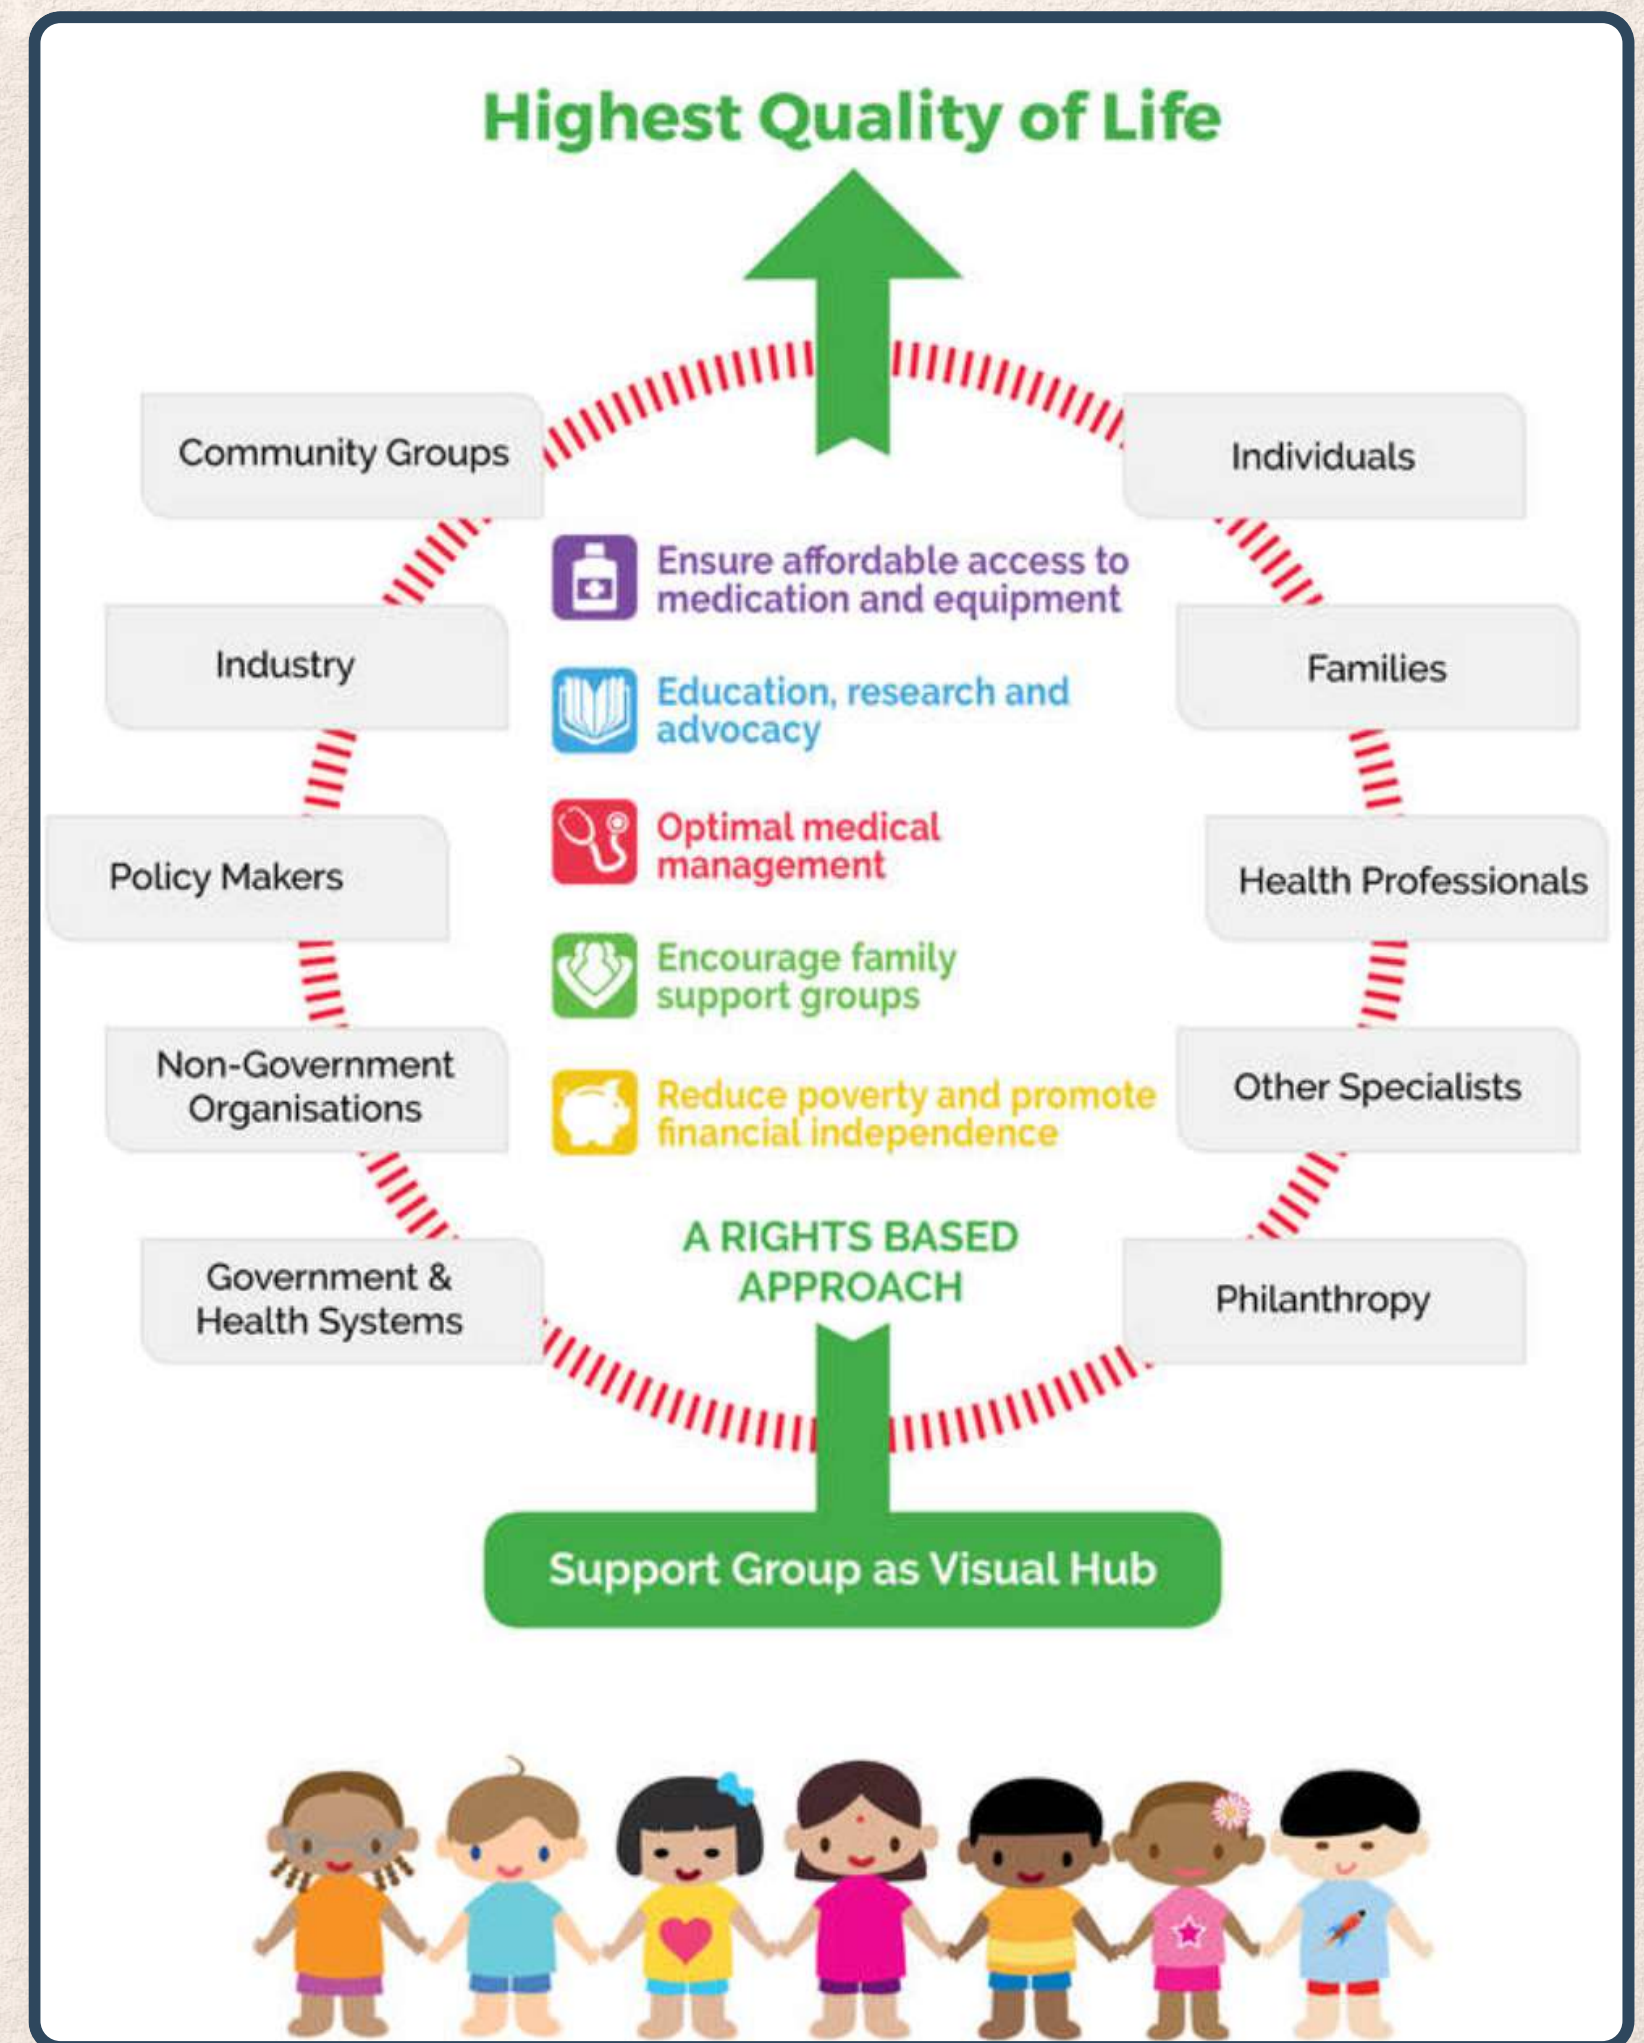 Highest Quality of Life
Community Groups
Individuals
Ensure affordable access to
medication and equipment
Industry
Families
Education, research and
advocacy
Policy Makers
Health Professionals
Optimal medical
management
Encourage family
support groups
Non-Government
Organisations
Other Specialists
Reduce poverty and promote
financial independence
A RIGHTS BASED
APPROACH
Government &
Health Systems
Philanthropy
Support Group as Visual Hub